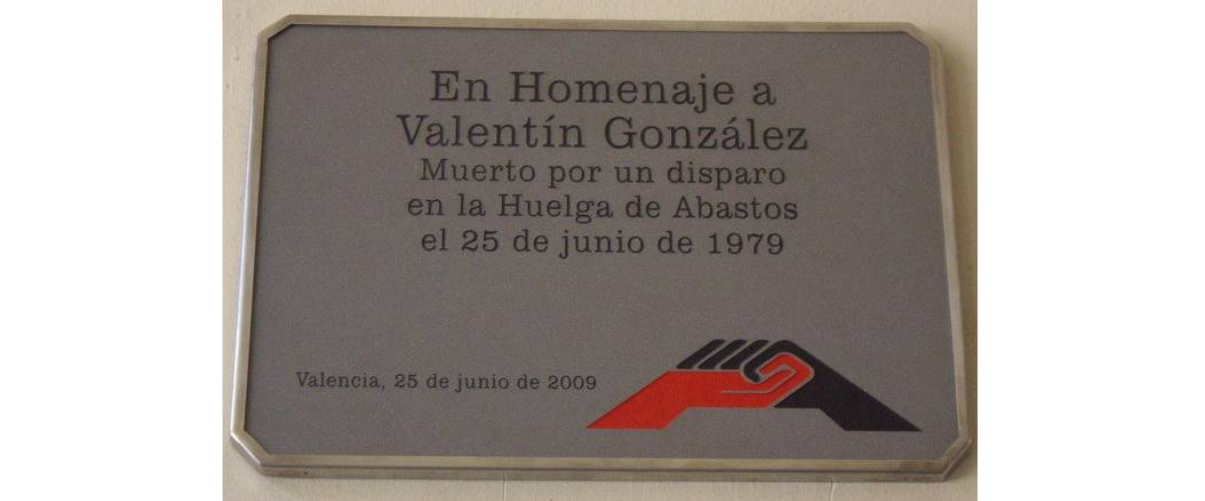 En Homenaje a
Valentín González
Muerto por un disparo
en la Huelga de Abastos
el 25 de junio de 1979
Valencia, 25 de junio de 2009